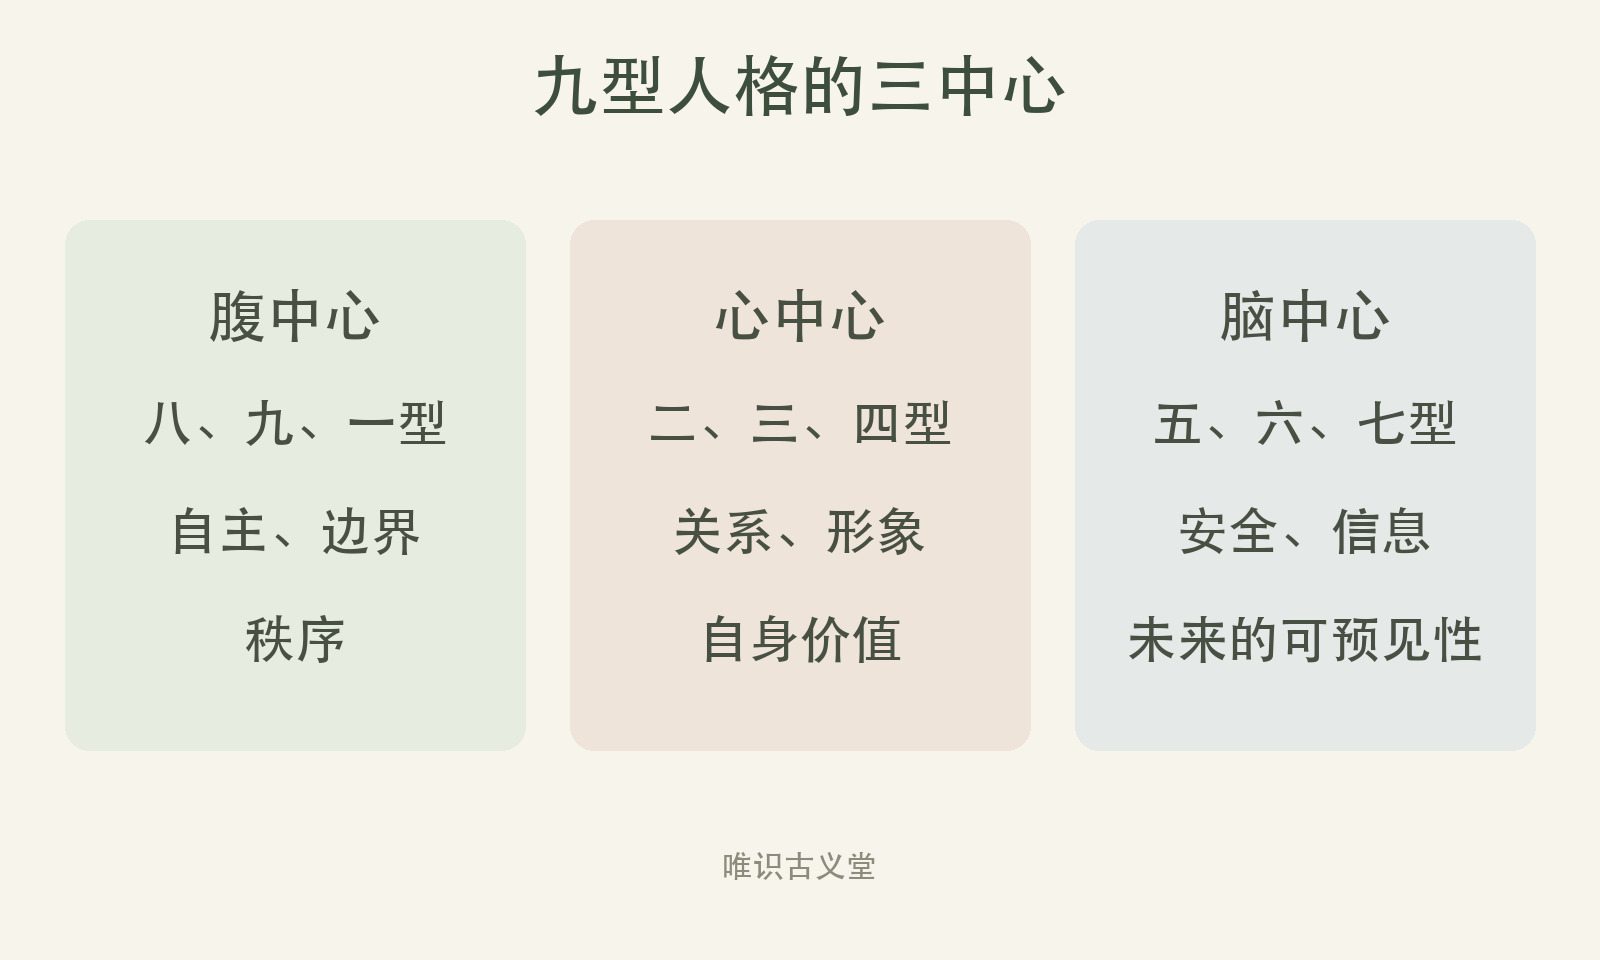 九型人格的三中心
腹中心
八、九、一型
自主、边界
秩序
心中心
二、三、四型
关系、形象
自身价值
脑中心
五、六、七型
安全、信息
未来的可预见性
唯识古义堂